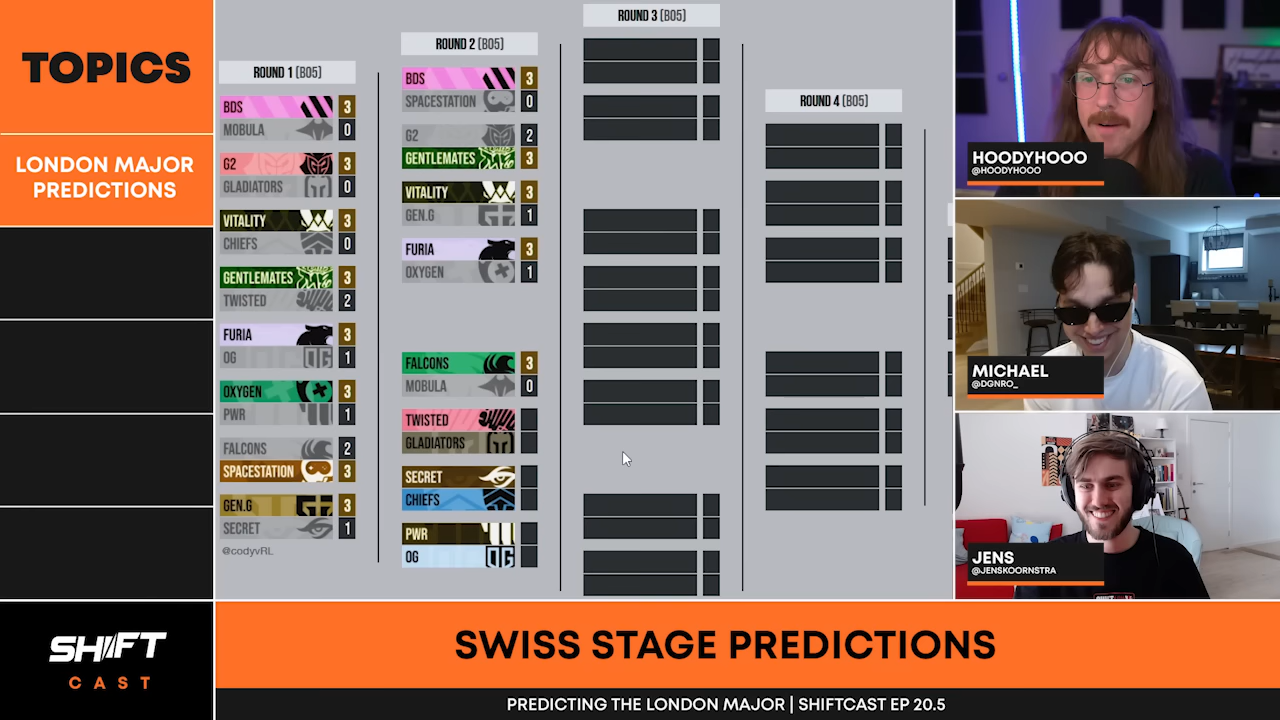 TOPICS
LONDON MAJOR
PREDICTIONS
SHIFT
CAST
ROUND 1 (BO5)
BDS 3
MOBULA 0
G2 3
GLADIATORS 0
VITALITY 3
CHIEFS 0
GENTLEMATES 3
TWISTED 2
FURIA 3
OG 1
OG
OXYGEN 3
PWR 1
FALCONS 2
SPACESTATION 3
GEN.G 3
SECRET 1
@codyvRL
ROUND 2 (BO5)
BDS 3
SPACESTATION 0
G2 2
GENTLEMATES 3
VITALITY 3
GEN.G 1
FURIA 3
OXYGEN 1
FALCONS 3
MOBULA 0
TWISTED
GLADIATORS
SECRET
CHIEFS
PWR
OG
OG
ROUND 3 (BO5)
ROUND 4 (BO5)
HOODYHOOO
@HOODYHOOO
MICHAEL
@DGNRO_
JENS
@JENSKOORNSTRA
SWISS STAGE PREDICTIONS
PREDICTING THE LONDON MAJOR | SHIFTCAST EP 20.5